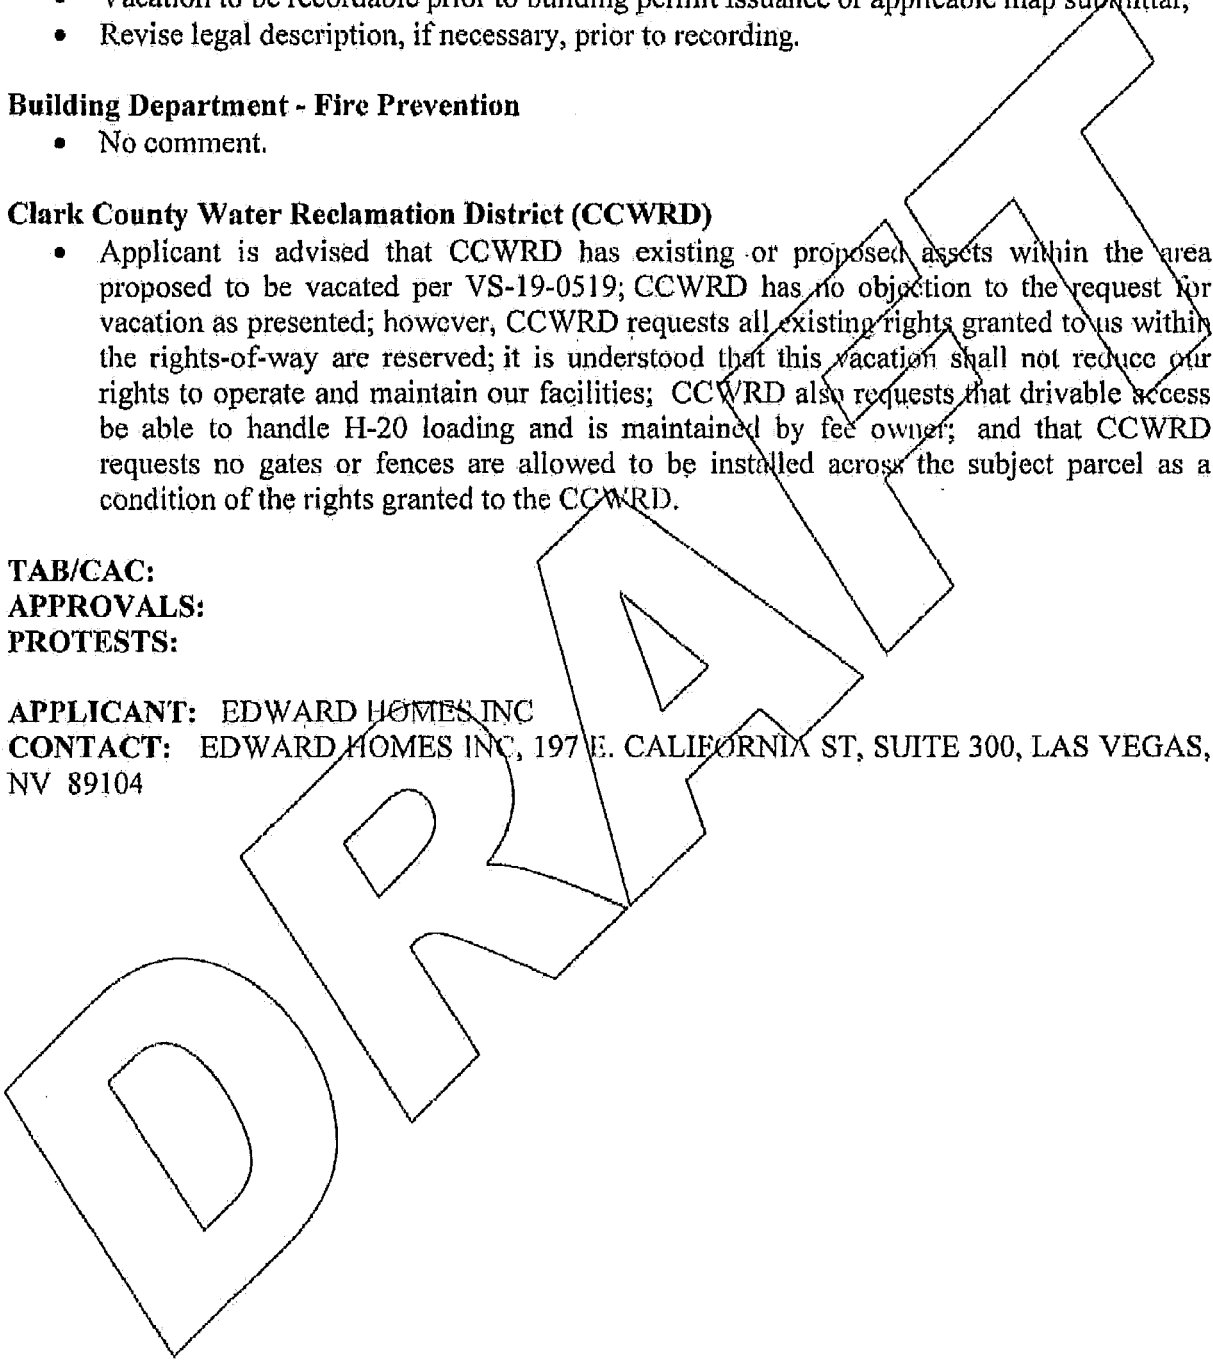 • Vacation to be recordable prior to building permit issuance or applicable map submittal;
• Revise legal description, if necessary, prior to recording.
Building Department - Fire Prevention
• No comment.
Clark County Water Reclamation District (CCWRD)
• Applicant is advised that CCWRD has existing or proposed assets within the area
proposed to be vacated per VS-19-0519; CCWRD has no objection to the request for
vacation as presented; however, CCWRD requests all existing rights granted to us within
the rights-of-way are reserved; it is understood that this vacation shall not reduce our
rights to operate and maintain our facilities; CCWRD also requests that drivable access
be able to handle H-20 loading and is maintained by fee owner; and that CCWRD
requests no gates or fences are allowed to be installed across the subject parcel as a
condition of the rights granted to the CCWRD.
TAB/CAC:
APPROVALS:
PROTESTS:
APPLICANT: EDWARD HOMES INC
CONTACT: EDWARD HOMES INC, 197 E. CALIFORNIA ST, SUITE 300, LAS VEGAS,
NV 89104
DRAFT